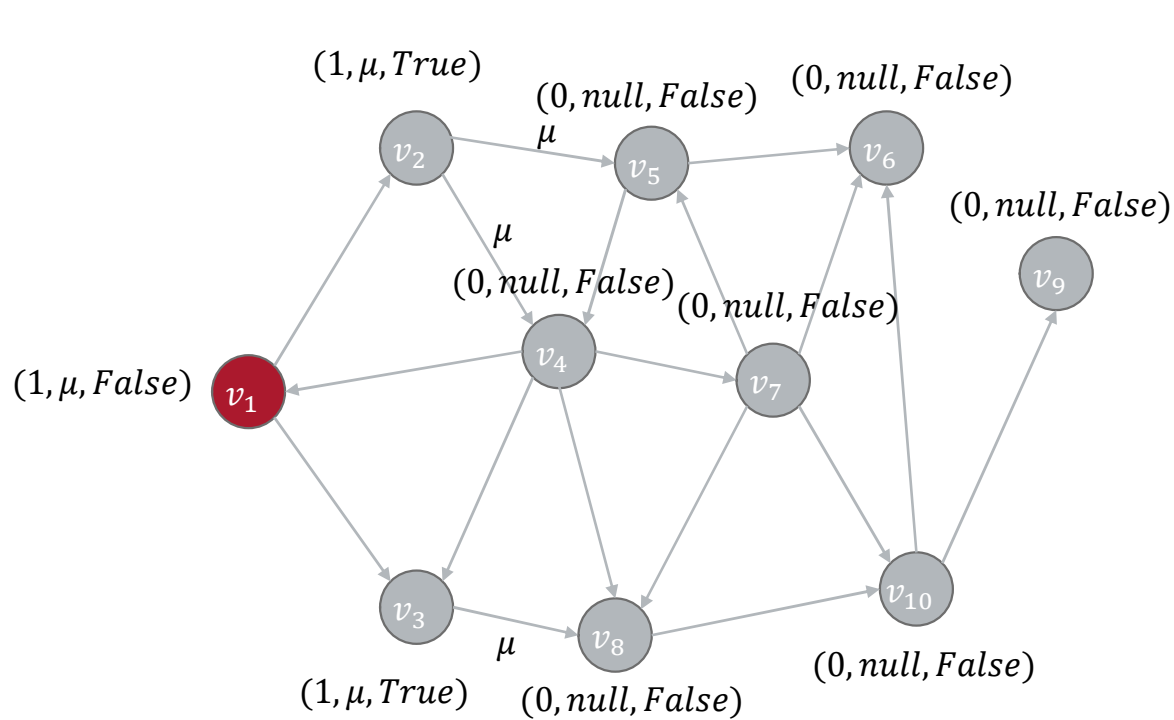 (1, μ, True)
(0, null, False)
(0, null, False)
μ
v₂
v₅
v₆
(0, null, False)
μ
v₉
(0, null, False)
(0, null, False)
v₄
v₇
(1, μ, False)
v₁
v₃
μ
v₈
v₁₀
(1, μ, True)
(0, null, False)
(0, null, False)